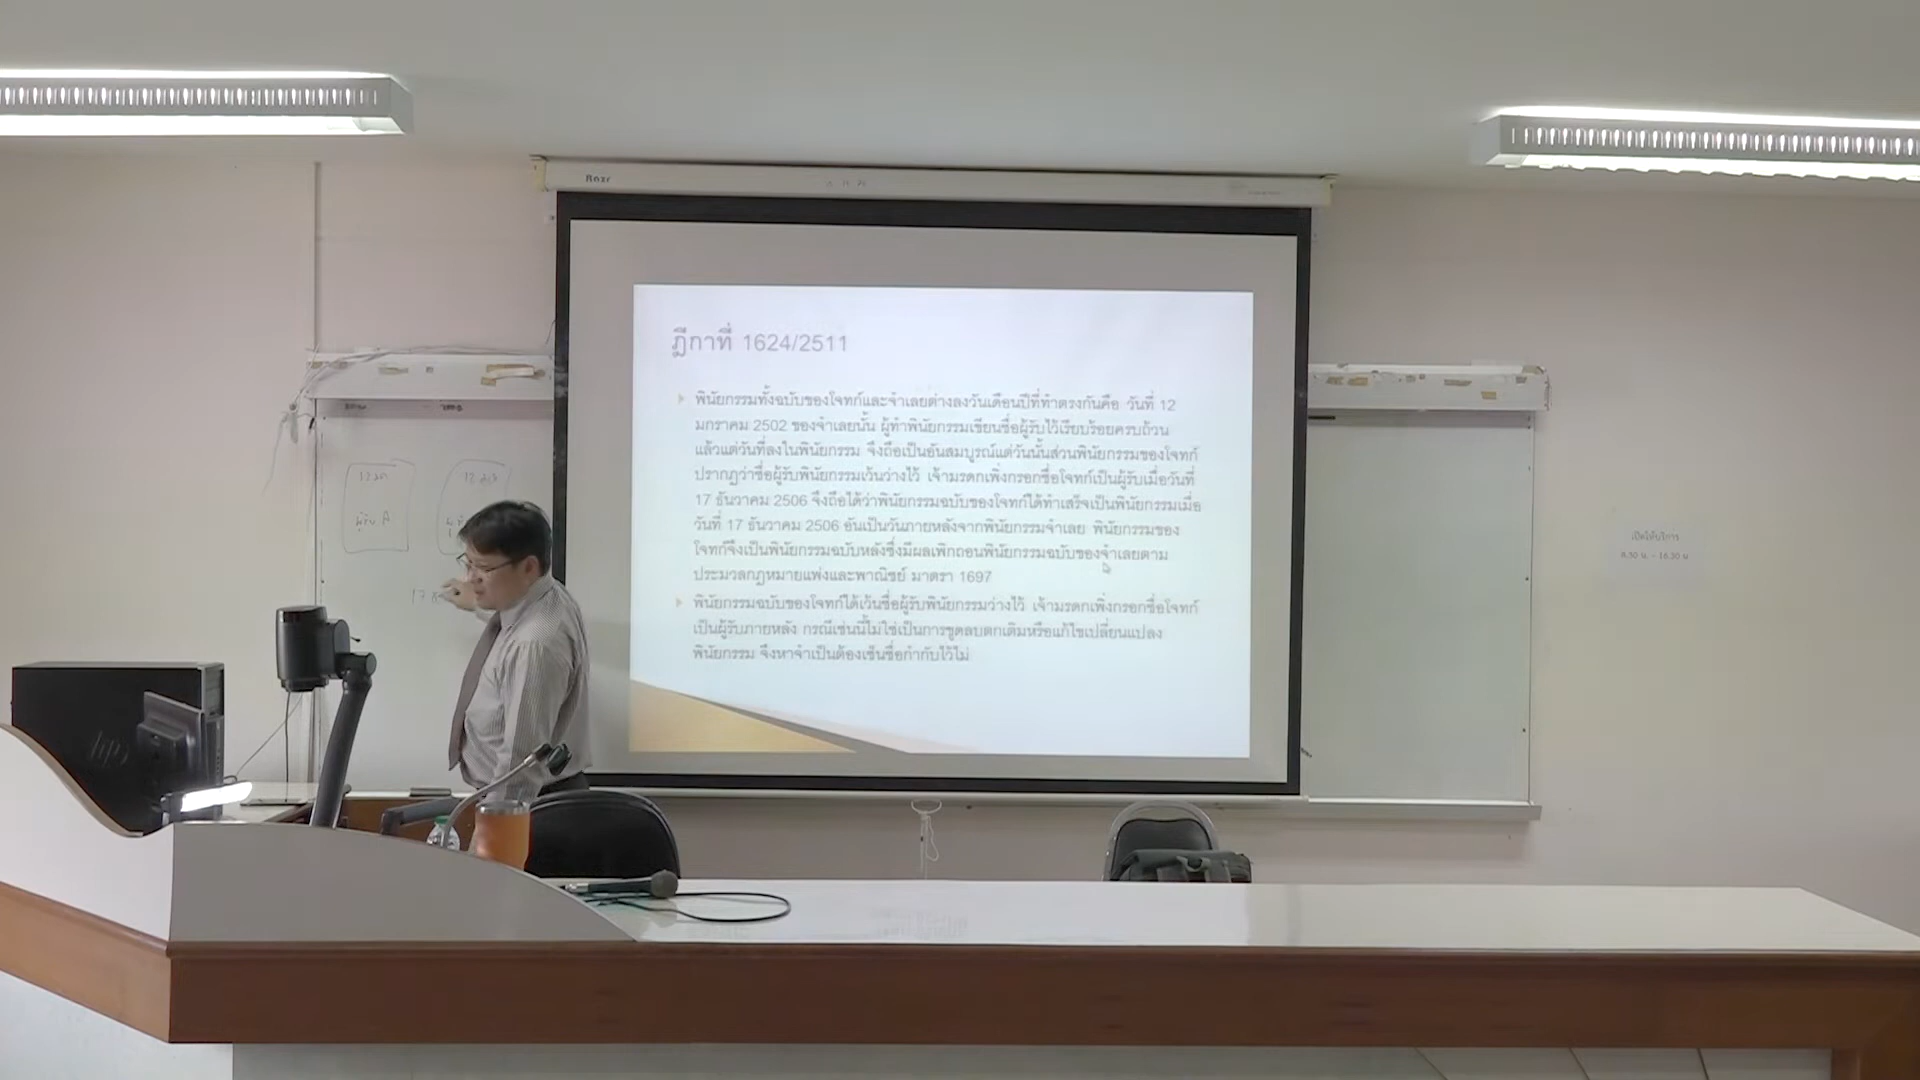 ฎีกาที่ 1624/2511
พินัยกรรมทั้งฉบับของโจทก์และจำเลยต่างลงวันเดือนปีที่ทำตรงกันคือ วันที่ 12
มกราคม 2502 ของจำเลยนั้น ผู้ทำพินัยกรรมเขียนชื่อผู้รับไว้เรียบร้อยครบถ้วน
แล้วแต่วันที่ลงในพินัยกรรม จึงถือเป็นอันสมบูรณ์แต่วันนั้นส่วนพินัยกรรมของโจทก์
ปรากฏว่าชื่อผู้รับพินัยกรรมเว้นว่างไว้ เจ้ามรดกเพิ่งกรอกชื่อโจทก์เป็นผู้รับเมื่อวันที่
17 ธันวาคม 2506 จึงถือได้ว่าพินัยกรรมฉบับของโจทก์ได้ทำเสร็จเป็นพินัยกรรมเมื่อ
วันที่ 17 ธันวาคม 2506 อันเป็นวันภายหลังจากพินัยกรรมจำเลย พินัยกรรมของ
โจทก์จึงเป็นพินัยกรรมฉบับหลังซึ่งมีผลเพิกถอนพินัยกรรมฉบับของจำเลยตาม
ประมวลกฎหมายแพ่งและพาณิชย์ มาตรา 1697
พินัยกรรมฉบับของโจทก์ได้เว้นชื่อผู้รับพินัยกรรมว่างไว้ เจ้ามรดกเพิ่งกรอกชื่อโจทก์
เป็นผู้รับภายหลัง กรณีเช่นนี้ไม่ใช่เป็นการขูดลบตกเติมหรือแก้ไขเปลี่ยนแปลง
พินัยกรรม จึงหาจำเป็นต้องเซ็นชื่อกำกับไว้ไม่
12 มค
ผู้รับ A
17
hp
เปิดให้บริการ
8.30 น. - 16.30 น